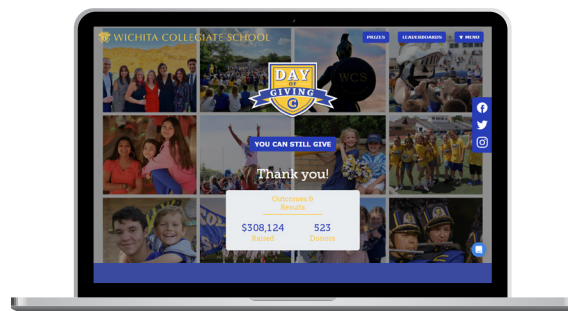 WICHITA COLLEGIATE SCHOOL
PRIZES
LEADERBOARDS
MENU
WCS
DAY
OF
GIVING
C
YOU CAN STILL GIVE
Thank you!
Outcomes &
Results
$308,124
523
Raised
Donors